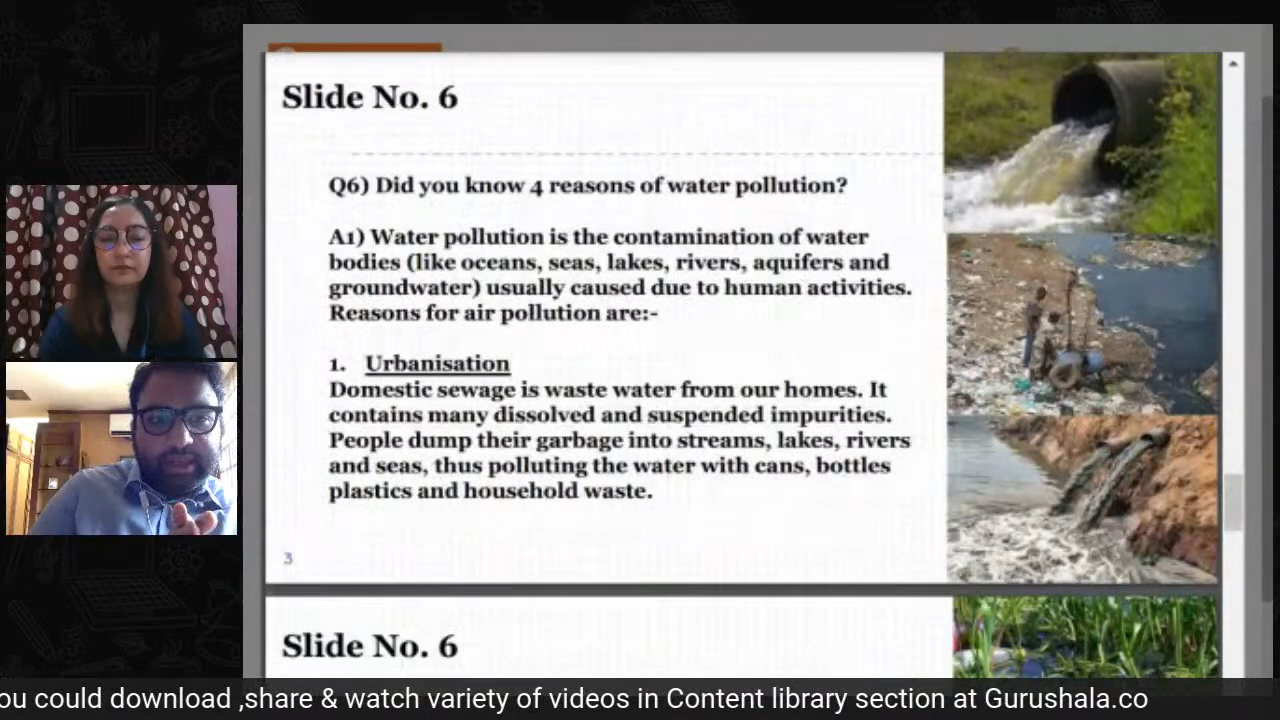 Slide No. 6
Q6) Did you know 4 reasons of water pollution?
A1) Water pollution is the contamination of water
bodies (like oceans, seas, lakes, rivers, aquifers and
groundwater) usually caused due to human activities.
Reasons for air pollution are:-
1. Urbanisation
Domestic sewage is waste water from our homes. It
contains many dissolved and suspended impurities.
People dump their garbage into streams, lakes, rivers
and seas, thus polluting the water with cans, bottles
plastics and household waste.
3
Slide No. 6
ou could download ,share & watch variety of videos in Content library section at Gurushala.co